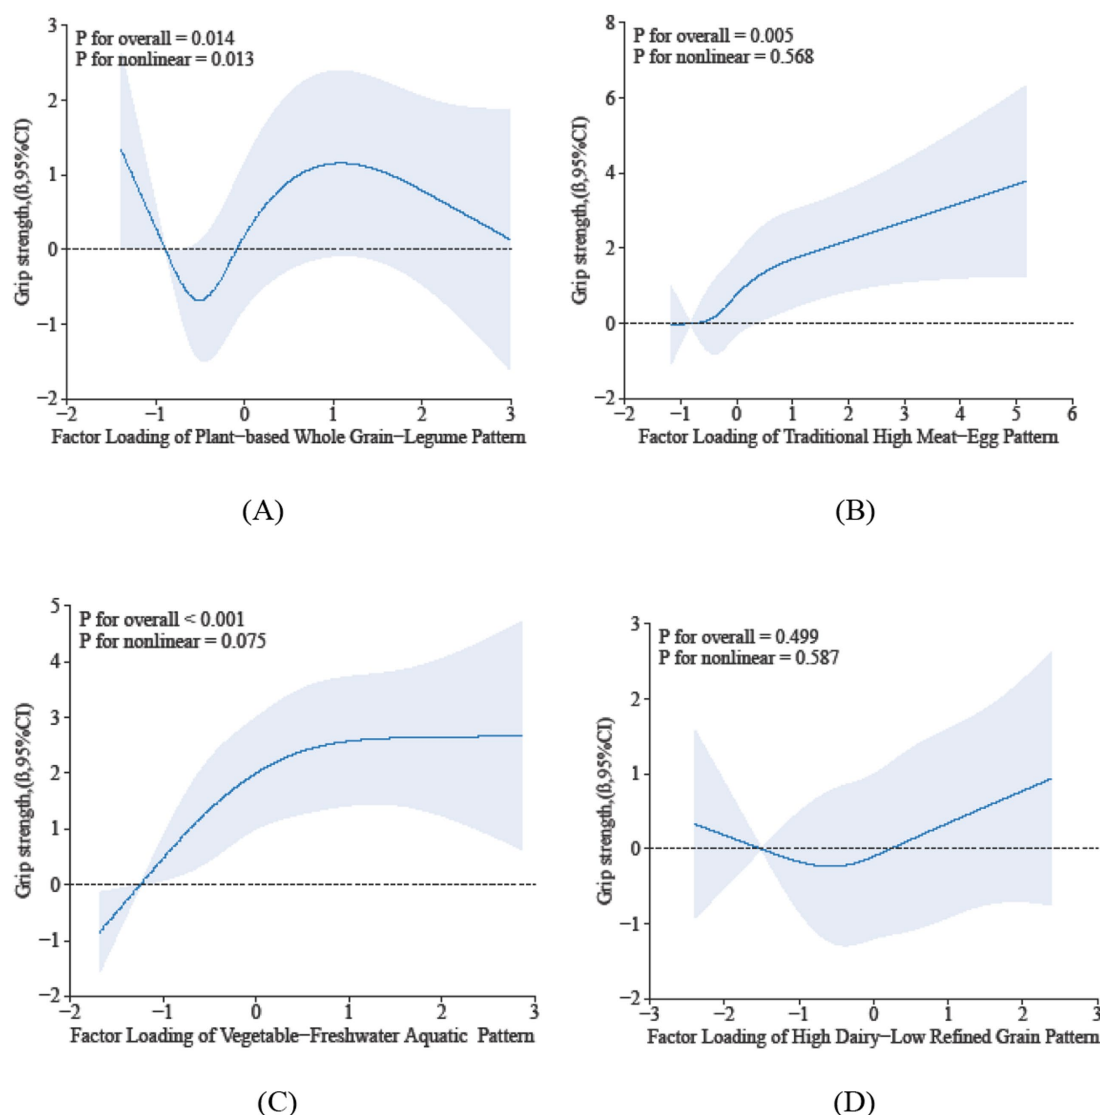 P for overall = 0.014
P for nonlinear = 0.013
Grip strength,(ß,95%CI)
3
2
1
0
−1
−2
−2
−1
0
1
2
3
Factor Loading of Plant−based Whole Grain−Legume Pattern
(A)
P for overall = 0.005
P for nonlinear = 0.568
Grip strength,(ß,95%CI)
8
6
4
2
0
−2
−2
−1
0
1
2
3
4
5
6
Factor Loading of Traditional High Meat−Egg Pattern
(B)
P for overall < 0.001
P for nonlinear = 0.075
Grip strength,(ß,95%CI)
5
4
3
2
1
0
−1
−2
−2
−1
0
1
2
3
Factor Loading of Vegetable−Freshwater Aquatic Pattern
(C)
P for overall = 0.499
P for nonlinear = 0.587
Grip strength,(ß,95%CI)
3
2
1
0
−1
−2
−3
−2
−1
0
1
2
3
Factor Loading of High Dairy−Low Refined Grain Pattern
(D)